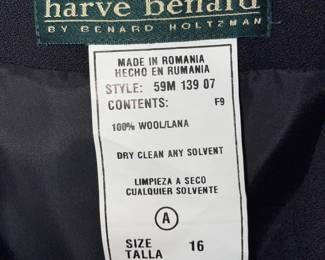 harve benard
BY BENARD HOLTZMAN
MADE IN ROMANIA
HECHO EN RUMANIA
STYLE: 59M 139 07
CONTENTS: F9
100% WOOL/LANA
DRY CLEAN ANY SOLVENT
LIMPIEZA A SECO
CUALQUIER SOLVENTE
A
SIZE 16
TALLA